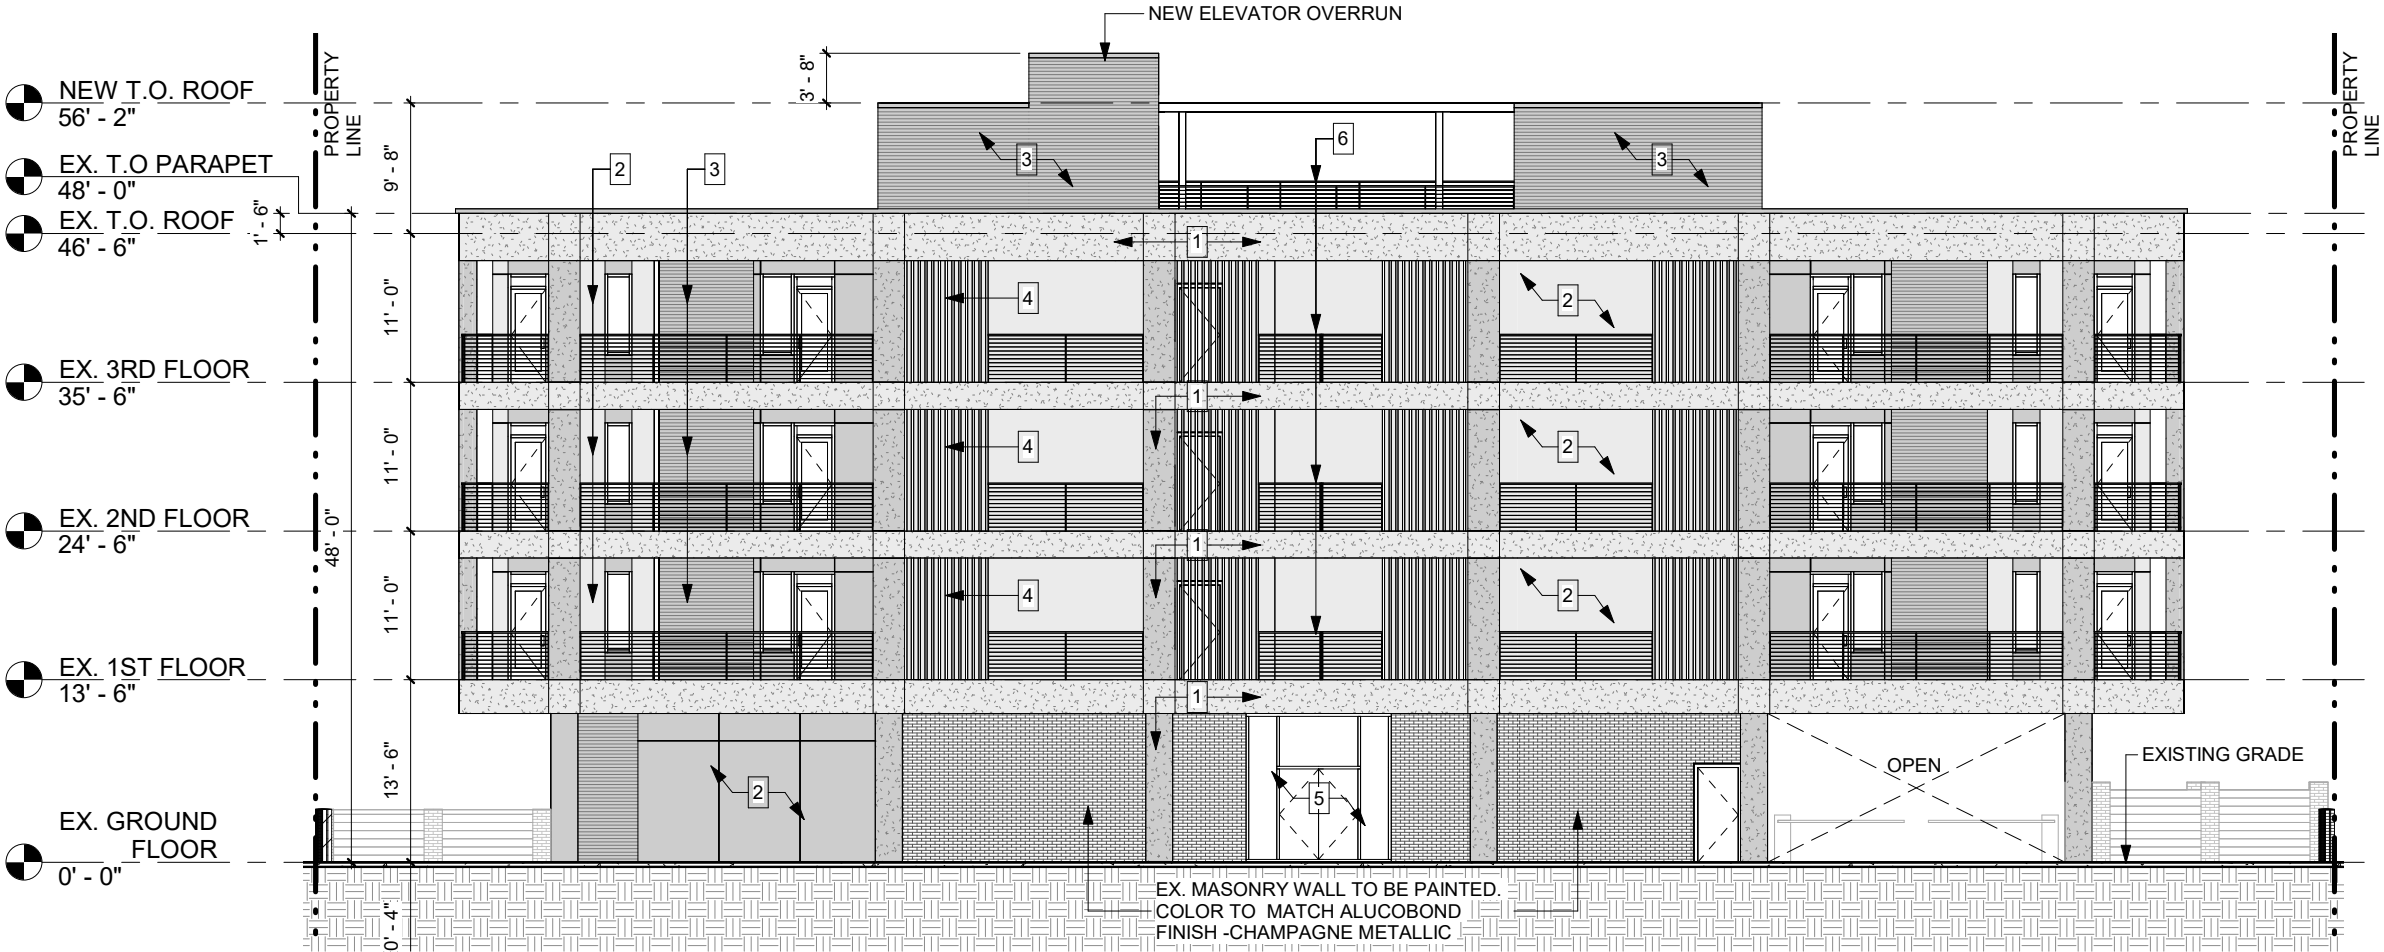 NEW ELEVATOR OVERRUN
NEW T.O. ROOF
56' - 2"
EX. T.O PARAPET
48' - 0"
EX. T.O. ROOF
46' - 6"
EX. 3RD FLOOR
35' - 6"
EX. 2ND FLOOR
24' - 6"
EX. 1ST FLOOR
13' - 6"
EX. GROUND
FLOOR
0' - 0"
PROPERTY
LINE
3' - 8"
9' - 8"
1' - 6"
11' - 0"
11' - 0"
48' - 0"
11' - 0"
13' - 6"
0' - 4"
2
3
3
6
3
1
4
2
1
4
2
1
4
2
1
2
5
OPEN
EXISTING GRADE
PROPERTY
LINE
EX. MASONRY WALL TO BE PAINTED.
COLOR TO MATCH ALUCOBOND
FINISH -CHAMPAGNE METALLIC